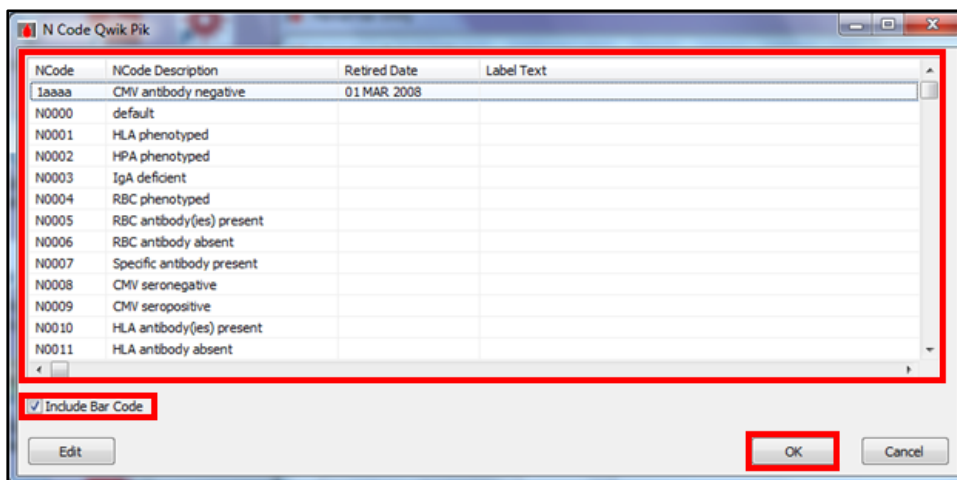 N Code Qwik Pik
NCode NCode Description Retired Date Label Text
1aaaa CMV antibody negative 01 MAR 2008
N0000 default
N0001 HLA phenotyped
N0002 HPA phenotyped
N0003 IgA deficient
N0004 RBC phenotyped
N0005 RBC antibody(ies) present
N0006 RBC antibody absent
N0007 Specific antibody present
N0008 CMV seronegative
N0009 CMV seropositive
N0010 HLA antibody(ies) present
N0011 HLA antibody absent
Include Bar Code
Edit OK Cancel